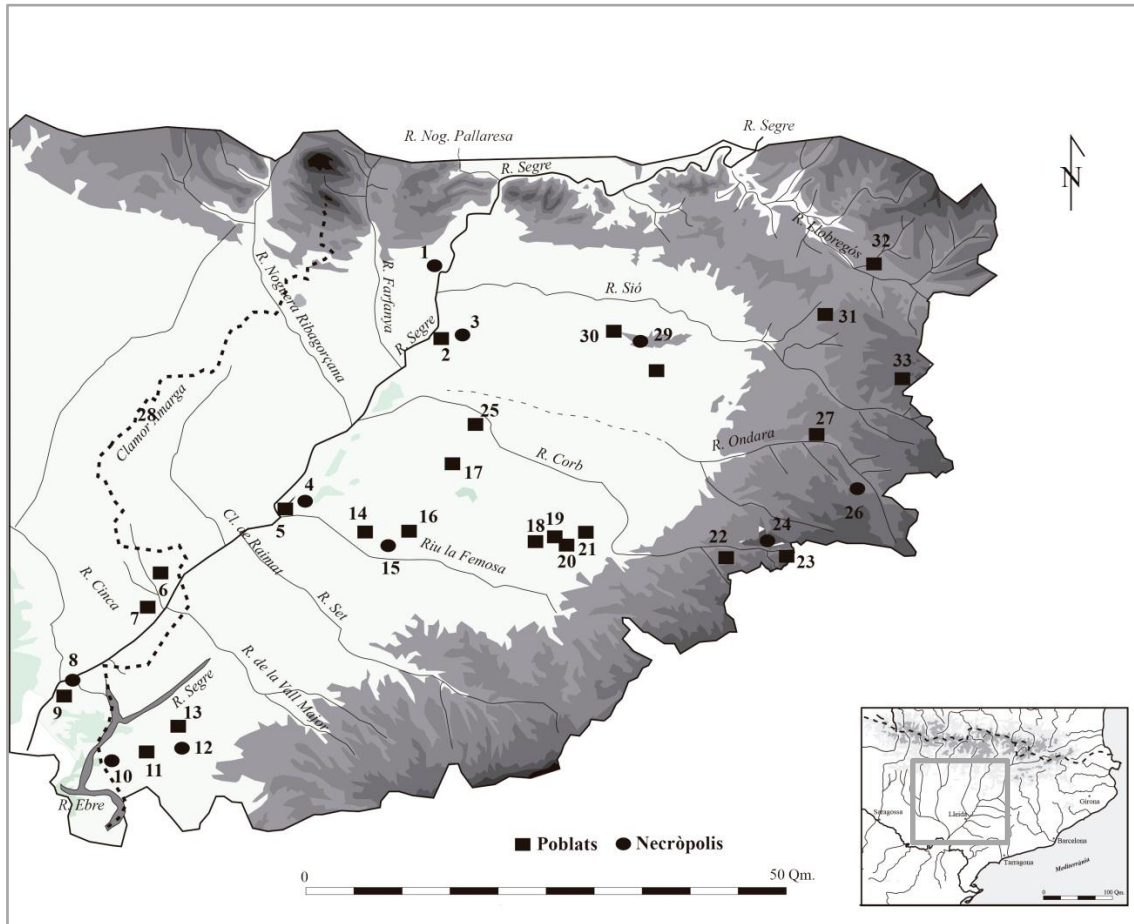 R. Nog. Pallaresa
R. Segre
R. Segre
N
R. Llobregós
32
1
R. Noguera Ribagorçana
R. Farfanya
R. Sió
31
R. Segre
3
30
29
2
33
28
Clamor Amarga
25
27
R. Ondara
R. Corb
17
4
26
5
14
16
18
19
24
15
20
21
22
23
Cl. de Raimat
Riu la Femosa
6
R. Cinca
7
R. Set
8
R. de la Vall Major
R. Segre
9
13
12
10
11
R. Ebre
Poblats
Necròpolis
0
50 Qm.
Saragossa
Lleida
Girona
Barcelona
Tarragona
Mediterrània
0
100 Qm.